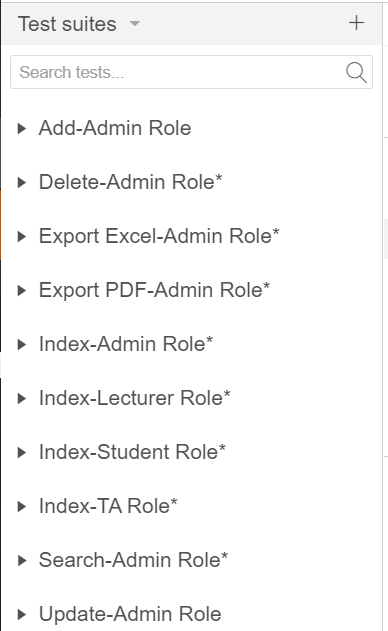 Test suites
Search tests...
Add-Admin Role
Delete-Admin Role*
Export Excel-Admin Role*
Export PDF-Admin Role*
Index-Admin Role*
Index-Lecturer Role*
Index-Student Role*
Index-TA Role*
Search-Admin Role*
Update-Admin Role